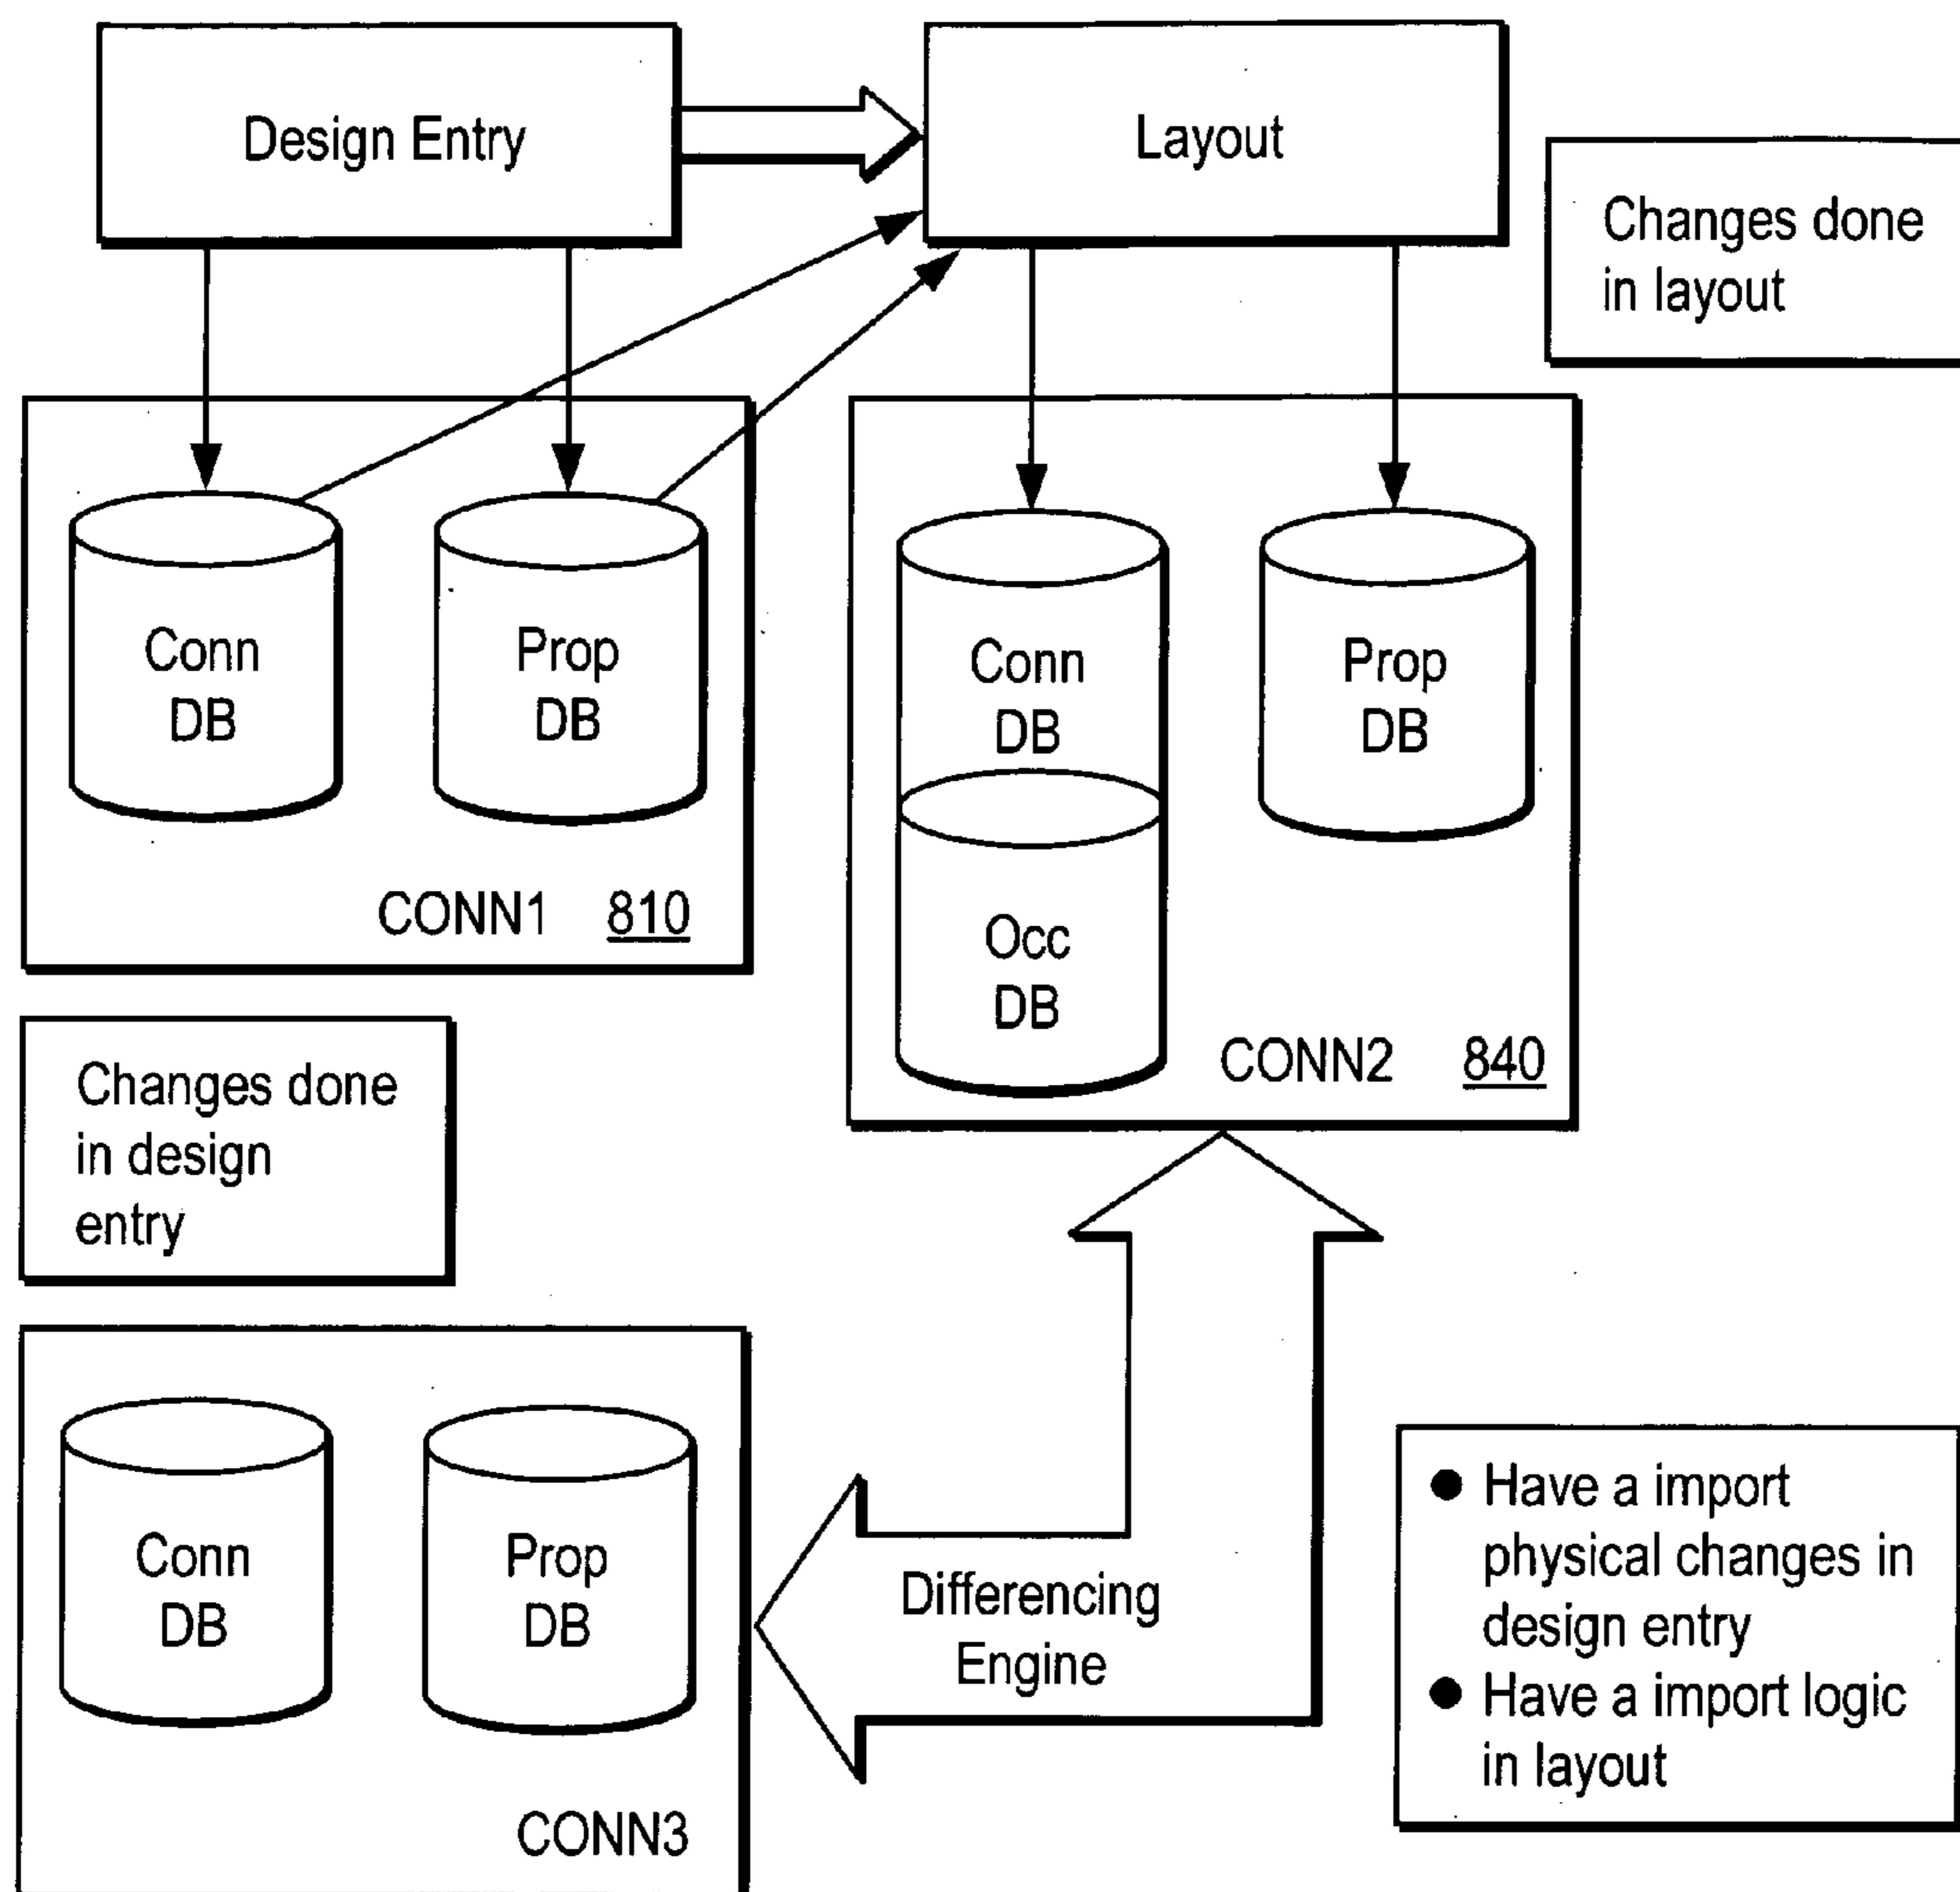 Design Entry
Layout
Changes done
in layout
Conn
DB
Prop
DB
CONN1 810
Conn
DB
Prop
DB
Occ
DB
CONN2 840
Changes done
in design
entry
Conn
DB
Prop
DB
CONN3
Differencing
Engine
● Have a import
physical changes in
design entry
● Have a import logic
in layout